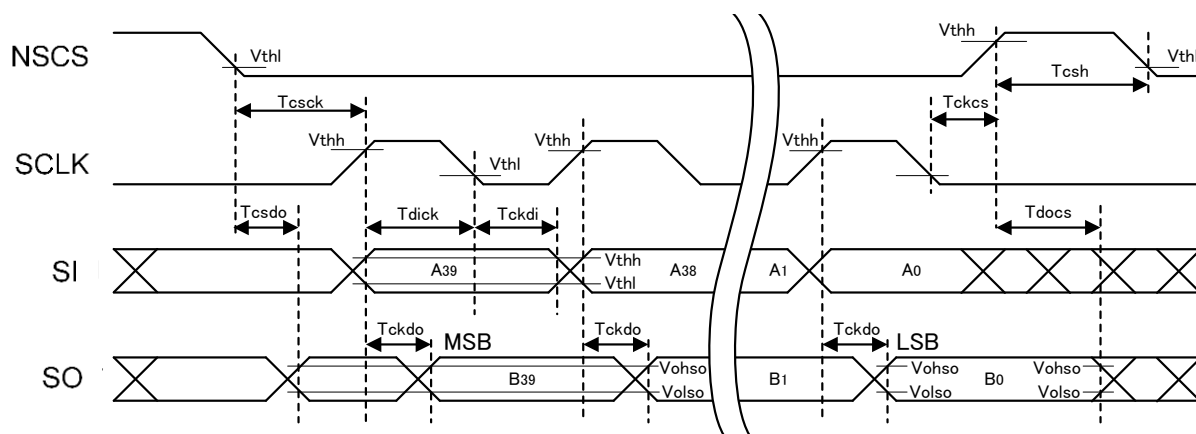 NSCS Vthl Vthh Vthl
Tcsck Tckcs Tcsh
SCLK Vthh Vthl Vthh Vthh
Tcsdo Tdick Tckdi Tdocs
SI A39 Vthh Vthl A38 A1 A0
Tckdo MSB Tckdo Tckdo LSB
SO B39 Vohso Volso B1 Vohso Volso B0 Vohso Volso